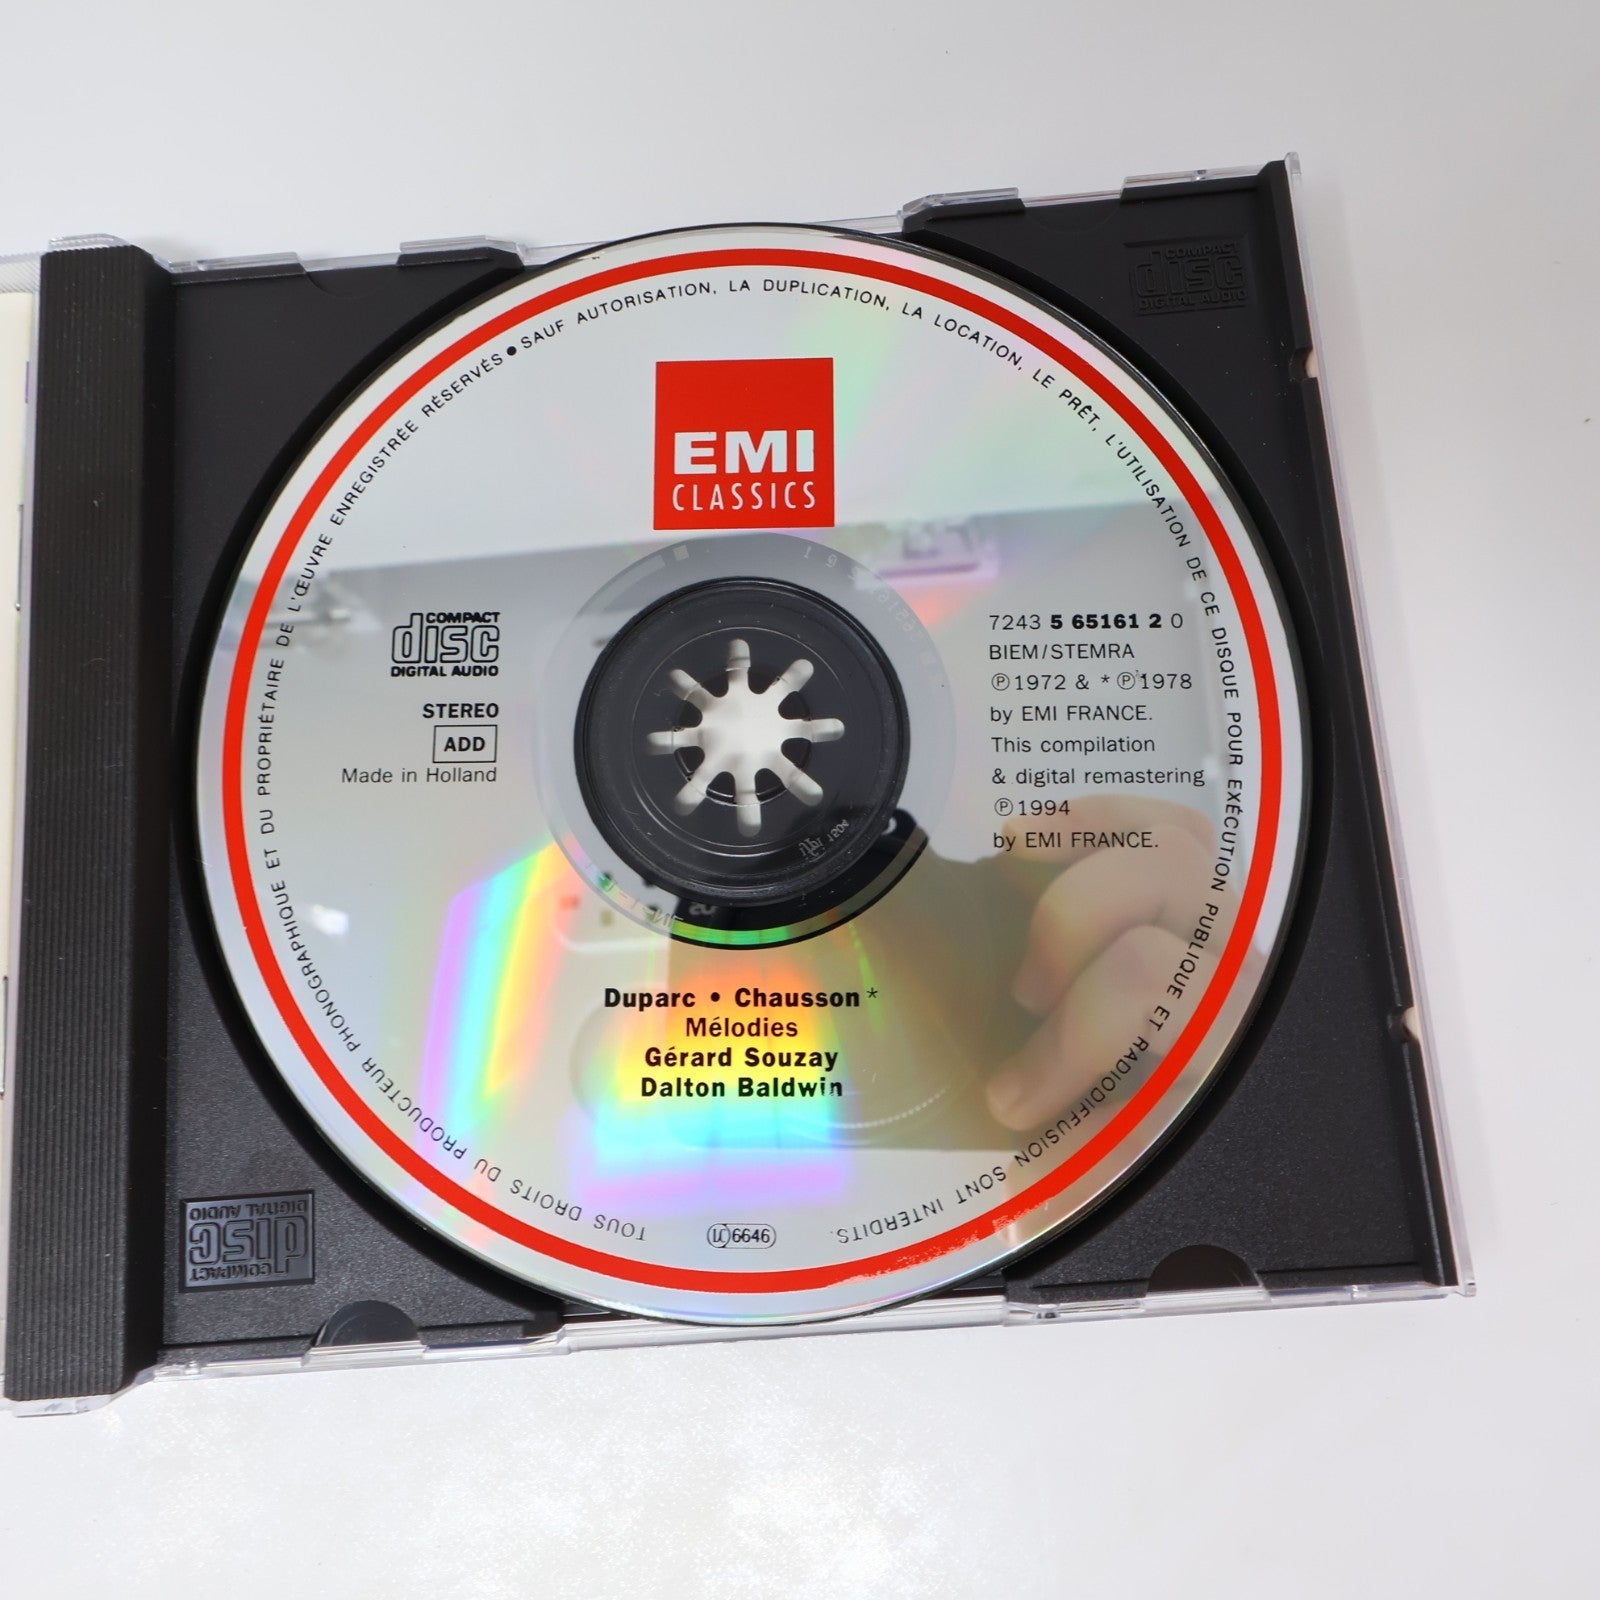 TOUS DROITS DU PRODUCTEUR PHONOGRAPHIQUE ET DU PROPRIÉTAIRE DE L'ŒUVRE ENREGISTRÉE RÉSERVÉS • SAUF AUTORISATION, LA DUPLICATION, LA LOCATION, LE PRÊT, L'UTILISATION DE CE DISQUE POUR EXÉCUTION PUBLIQUE ET RADIODIFFUSION SONT INTERDITS.
EMI
CLASSICS
COMPACT
disc
DIGITAL AUDIO
STEREO
ADD
Made in Holland
7243 5 65161 2 0
BIEM/STEMRA
℗1972 & * ℗1978
by EMI FRANCE.
This compilation
& digital remastering
℗1994
by EMI FRANCE.
Duparc • Chausson*
Mélodies
Gérard Souzay
Dalton Baldwin
LC 6646
COMPACT
disc
DIGITAL AUDIO
COMPACT
disc
DIGITAL AUDIO